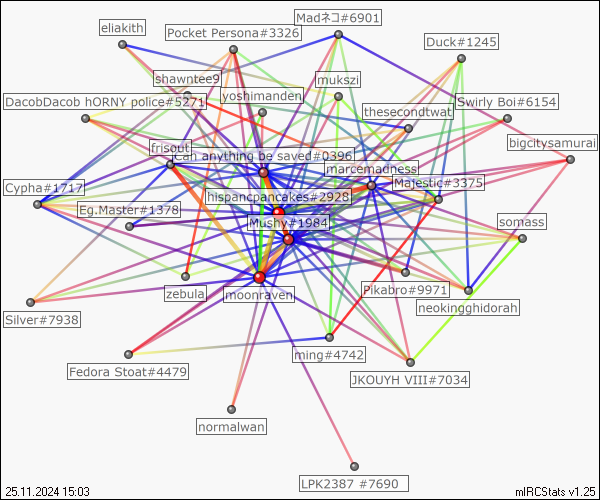 Madネコ#6901
eliakith
Pocket Persona#3326
Duck#1245
shawntee9
mukszi
yoshimanden
DacobDacob hORNY police#5271
thesecondtwat
Swirly Boi#6154
bigcitysamurai
frisout
Can anything be saved#0396
marcemadness
Majestic#3375
Cypha#1717
hispancpancakes#2928
Eg.Master#1378
Mushy#1984
somass
zebula
moonraven
Pikabro#9971
neokingghidorah
Silver#7938
ming#4742
Fedora Stoat#4479
JKOUYH VIII#7034
normalwan
LPK2387 #7690
25.11.2024 15:03
mIRCStats v1.25